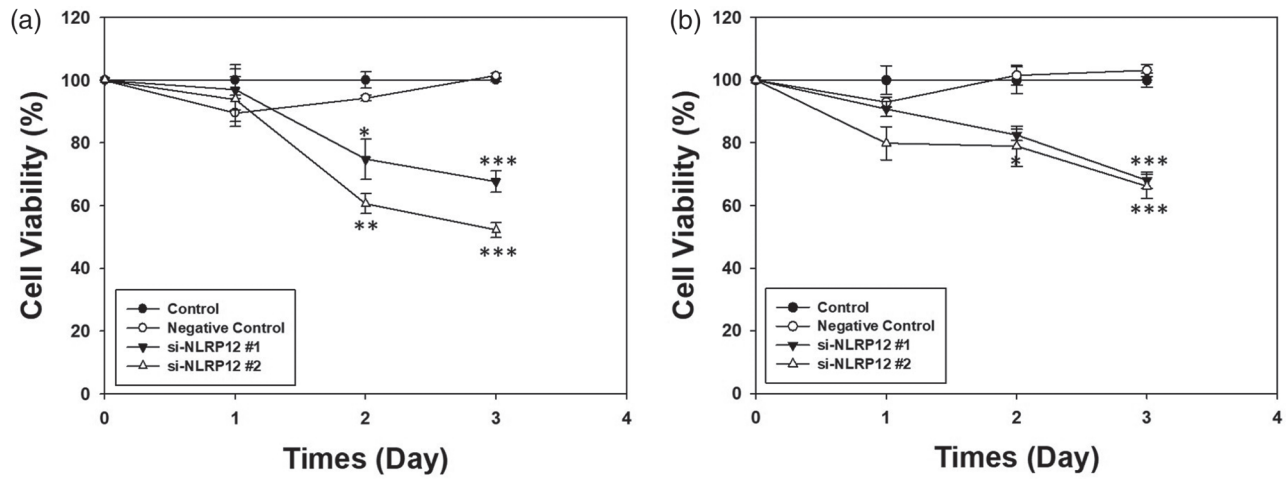 (a)
120
100
80
60
40
20
0
Cell Viability (%)
*
**
***
***
Control
Negative Control
si-NLRP12 #1
si-NLRP12 #2
0 1 2 3 4
Times (Day)
(b)
120
100
80
60
40
20
0
Cell Viability (%)
*
***
***
Control
Negative Control
si-NLRP12 #1
si-NLRP12 #2
0 1 2 3 4
Times (Day)